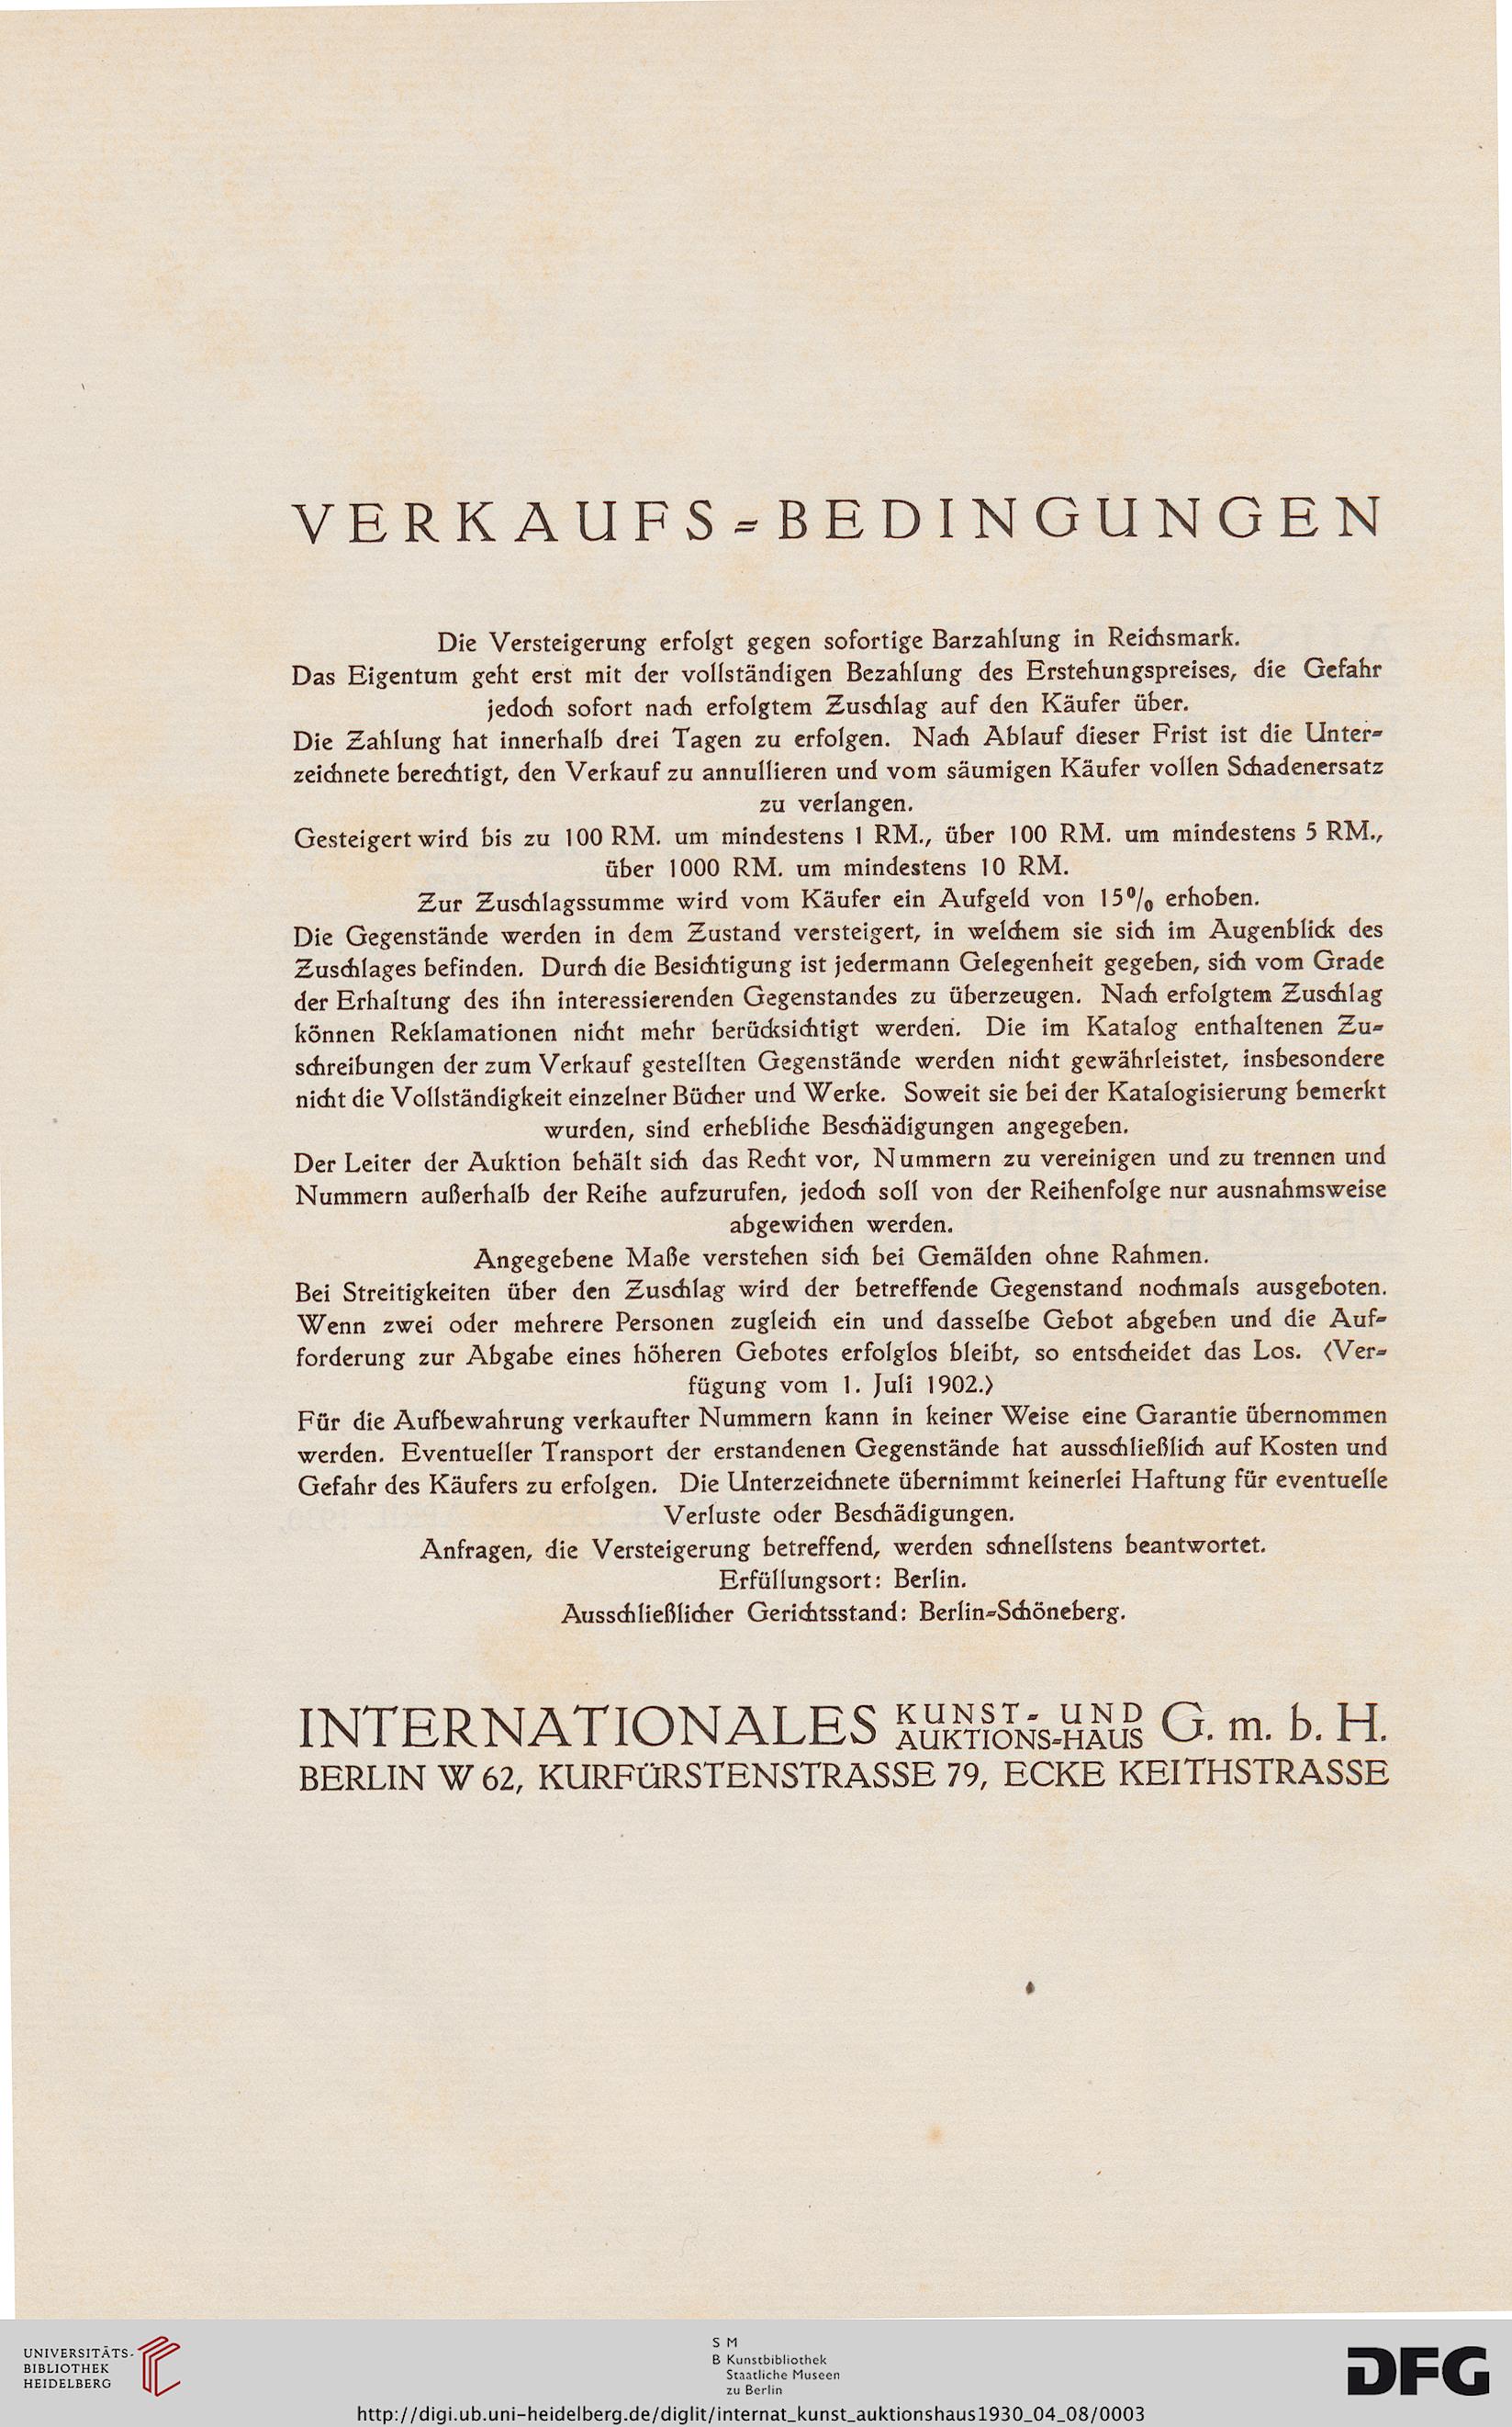 VERKAUFS-BEDINGUNGEN
Die Versteigerung erfolgt gegen sofortige Barzahlung in Reichsmark.
Das Eigentum geht erst mit der vollständigen Bezahlung des Erstehungspreises, die Gefahr
jedoch sofort nach erfolgtem Zuschlag auf den Käufer über.
Die Zahlung hat innerhalb drei Tagen zu erfolgen. Nach Ablauf dieser Frist ist die Unter-
zeichnete berechtigt, den Verkauf zu annullieren und vom säumigen Käufer vollen Schadenersatz
zu verlangen.
Gesteigert wird bis zu 100 RM. um mindestens 1 RM., über 100 RM. um mindestens 5 RM.,
über 1000 RM. um mindestens 10 RM.
Zur Zuschlagssumme wird vom Käufer ein Aufgeld von 15% erhoben.
Die Gegenstände werden in dem Zustand versteigert, in welchem sie sich im Augenblick des
Zuschlages befinden. Durch die Besichtigung ist jedermann Gelegenheit gegeben, sich vom Grade
der Erhaltung des ihn interessierenden Gegenstandes zu überzeugen. Nach erfolgtem Zuschlag
können Reklamationen nicht mehr berücksichtigt werden. Die im Katalog enthaltenen Zu-
schreibungen der zum Verkauf gestellten Gegenstände werden nicht gewährleistet, insbesondere
nicht die Vollständigkeit einzelner Bücher und Werke. Soweit sie bei der Katalogisierung bemerkt
wurden, sind erhebliche Beschädigungen angegeben.
Der Leiter der Auktion behält sich das Recht vor, Nummern zu vereinigen und zu trennen und
Nummern außerhalb der Reihe aufzurufen, jedoch soll von der Reihenfolge nur ausnahmsweise
abgewichen werden.
Angegebene Maße verstehen sich bei Gemälden ohne Rahmen.
Bei Streitigkeiten über den Zuschlag wird der betreffende Gegenstand nochmals ausgeboten.
Wenn zwei oder mehrere Personen zugleich ein und dasselbe Gebot abgeben und die Auf-
forderung zur Abgabe eines höheren Gebotes erfolglos bleibt, so entscheidet das Los. (Ver-
fügung vom 1. Juli 1902.)
Für die Aufbewahrung verkaufter Nummern kann in keiner Weise eine Garantie übernommen
werden. Eventueller Transport der erstandenen Gegenstände hat ausschließlich auf Kosten und
Gefahr des Käufers zu erfolgen. Die Unterzeichnete übernimmt keinerlei Haftung für eventuelle
Verluste oder Beschädigungen.
Anfragen, die Versteigerung betreffend, werden schnellstens beantwortet.
Erfüllungsort: Berlin.
Ausschließlicher Gerichtsstand: Berlin-Schöneberg.
INTERNATIONALES KUNST- UND AUKTIONS-HAUS G. m. b. H.
BERLIN W 62, KURFÜRSTENSTRASSE 79, ECKE KEITHSTRASSE
UNIVERSITÄTS-
BIBLIOTHEK
HEIDELBERG
S M
B Kunstbibliothek
Staatliche Museen
zu Berlin
DFG
http://digi.ub.uni-heidelberg.de/diglit/internat_kunst_auktionshaus1930_04_08/0003